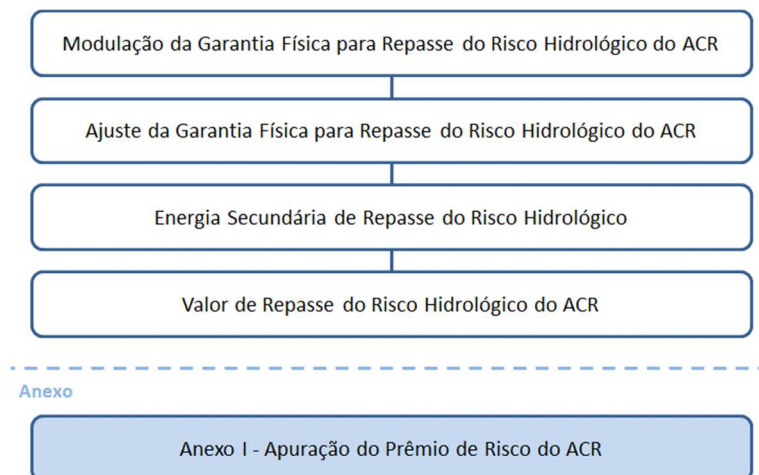 Modulação da Garantia Física para Repasse do Risco Hidrológico do ACR
Ajuste da Garantia Física para Repasse do Risco Hidrológico do ACR
Energia Secundária de Repasse do Risco Hidrológico
Valor de Repasse do Risco Hidrológico do ACR
Anexo
Anexo I - Apuração do Prêmio de Risco do ACR